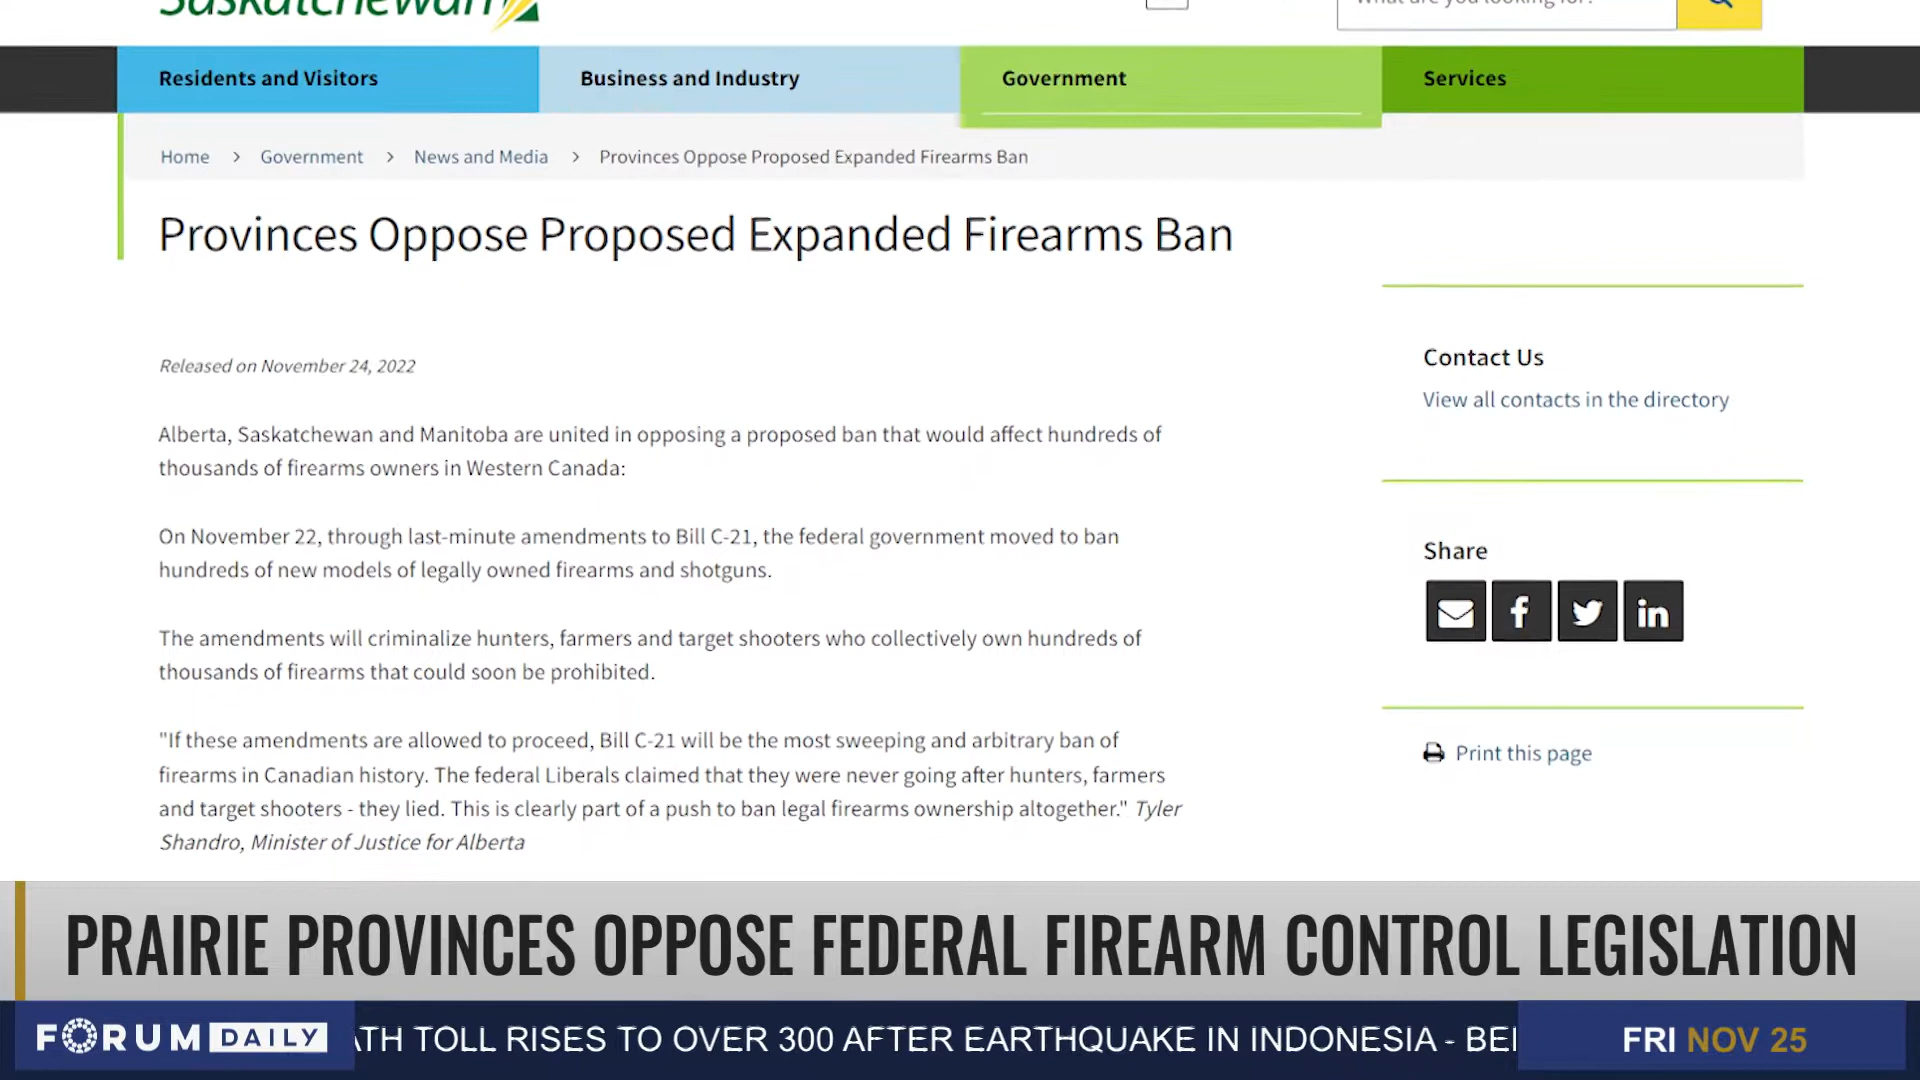 Saskatchewan
What are you looking for?
Residents and Visitors
Business and Industry
Government
Services
Home > Government > News and Media > Provinces Oppose Proposed Expanded Firearms Ban
Provinces Oppose Proposed Expanded Firearms Ban
Released on November 24, 2022
Alberta, Saskatchewan and Manitoba are united in opposing a proposed ban that would affect hundreds of
thousands of firearms owners in Western Canada:
On November 22, through last-minute amendments to Bill C-21, the federal government moved to ban
hundreds of new models of legally owned firearms and shotguns.
The amendments will criminalize hunters, farmers and target shooters who collectively own hundreds of
thousands of firearms that could soon be prohibited.
"If these amendments are allowed to proceed, Bill C-21 will be the most sweeping and arbitrary ban of
firearms in Canadian history. The federal Liberals claimed that they were never going after hunters, farmers
and target shooters - they lied. This is clearly part of a push to ban legal firearms ownership altogether." Tyler
Shandro, Minister of Justice for Alberta
Contact Us
View all contacts in the directory
Share
Print this page
PRAIRIE PROVINCES OPPOSE FEDERAL FIREARM CONTROL LEGISLATION
FORUM DAILY
ATH TOLL RISES TO OVER 300 AFTER EARTHQUAKE IN INDONESIA - BEI
FRI NOV 25